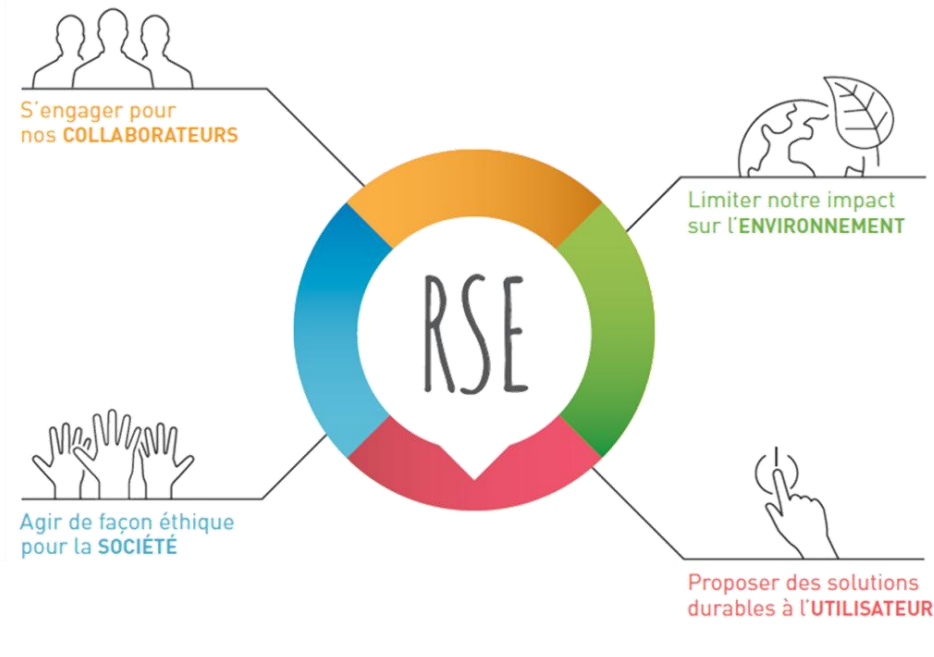 S'engager pour
nos COLLABORATEURS
Limiter notre impact
sur l'ENVIRONNEMENT
RSE
Agir de façon éthique
pour la SOCIÉTÉ
Proposer des solutions
durables à l'UTILISATEUR